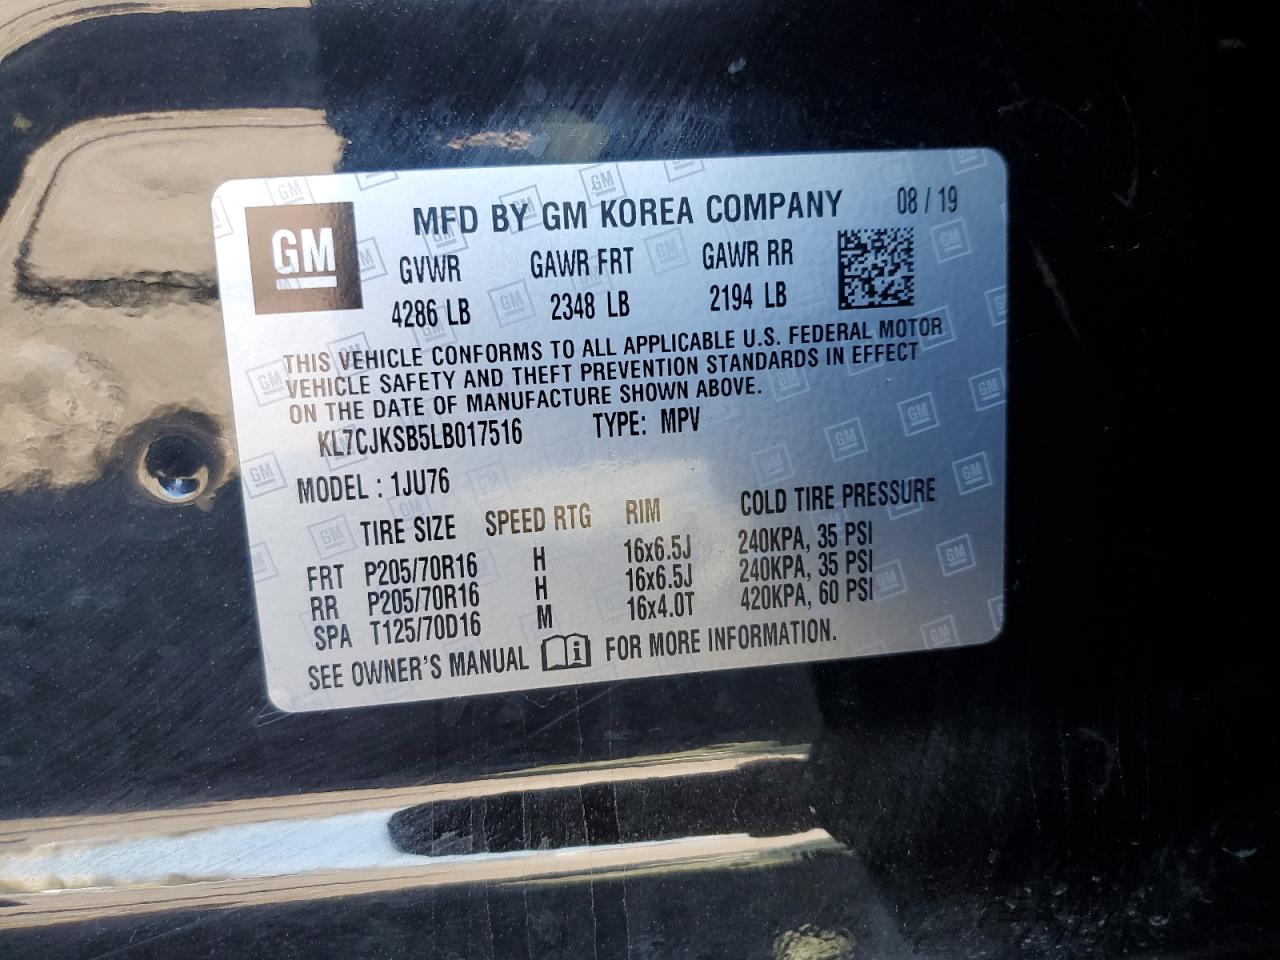 GM
MFD BY GM KOREA COMPANY 08 / 19
GVWR GAWR FRT GAWR RR
4286 LB 2348 LB 2194 LB
THIS VEHICLE CONFORMS TO ALL APPLICABLE U.S. FEDERAL MOTOR
VEHICLE SAFETY AND THEFT PREVENTION STANDARDS IN EFFECT
ON THE DATE OF MANUFACTURE SHOWN ABOVE.
KL7CJKSB5LB017516 TYPE: MPV
MODEL : 1JU76
TIRE SIZE SPEED RTG RIM COLD TIRE PRESSURE
FRT P205/70R16 H 16x6.5J 240KPA, 35 PSI
RR P205/70R16 H 16x6.5J 240KPA, 35 PSI
SPA T125/70D16 M 16x4.0T 420KPA, 60 PSI
SEE OWNER'S MANUAL FOR MORE INFORMATION.